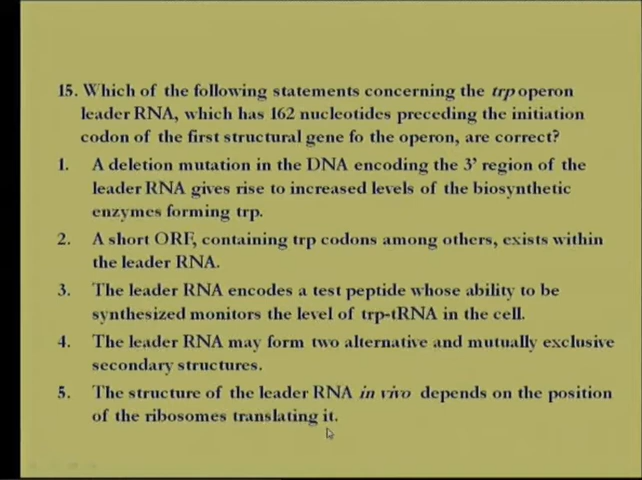 15. Which of the following statements concerning the trp operon
leader RNA, which has 162 nucleotides preceding the initiation
codon of the first structural gene fo the operon, are correct?
1. A deletion mutation in the DNA encoding the 3' region of the
leader RNA gives rise to increased levels of the biosynthetic
enzymes forming trp.
2. A short ORF, containing trp codons among others, exists within
the leader RNA.
3. The leader RNA encodes a test peptide whose ability to be
synthesized monitors the level of trp-tRNA in the cell.
4. The leader RNA may form two alternative and mutually exclusive
secondary structures.
5. The structure of the leader RNA in vivo depends on the position
of the ribosomes translating it.